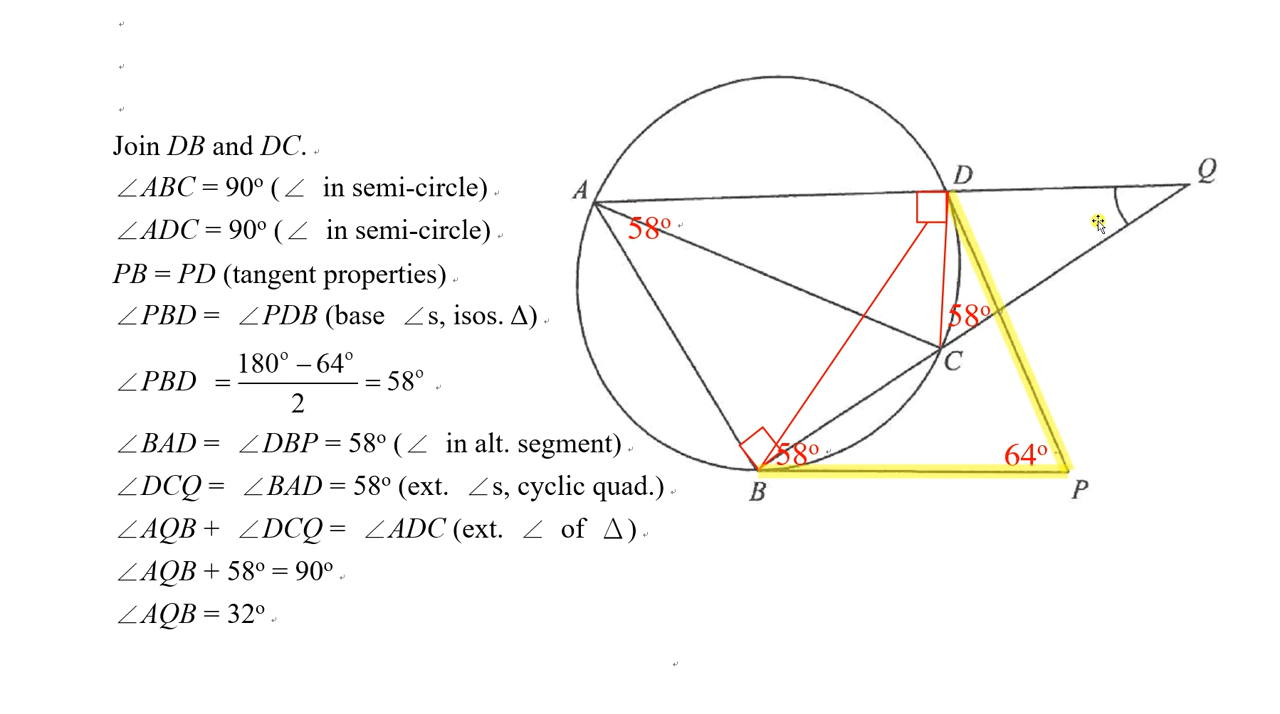 Join DB and DC.
∠ABC = 90° (∠ in semi-circle)
∠ADC = 90° (∠ in semi-circle)
PB = PD (tangent properties)
∠PBD = ∠PDB (base ∠s, isos. Δ)
∠PBD = (180° − 64°)/2 = 58°
∠BAD = ∠DBP = 58° (∠ in alt. segment)
∠DCQ = ∠BAD = 58° (ext. ∠s, cyclic quad.)
∠AQB + ∠DCQ = ∠ADC (ext. ∠ of Δ)
∠AQB + 58° = 90°
∠AQB = 32°
Q
D
A
58°
58°
C
58°
64°
B
P